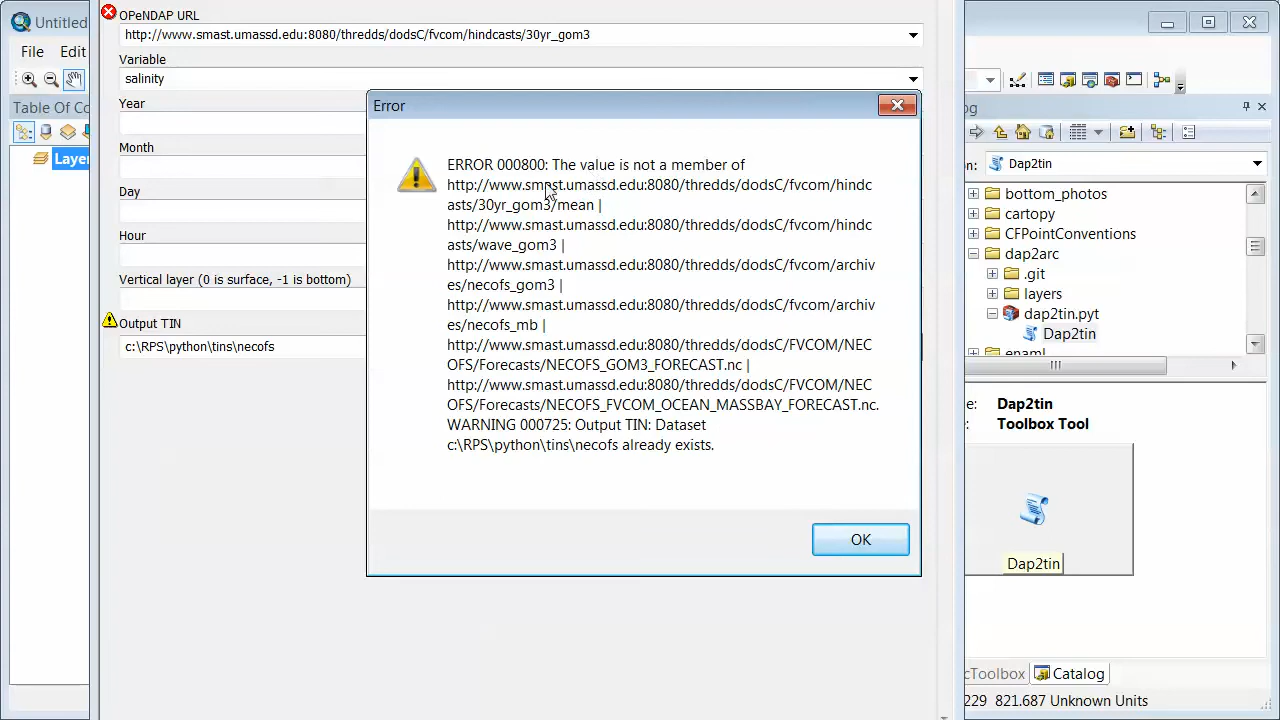 Untitled
File Edit
Table Of Co
Layer
OPeNDAP URL
http://www.smast.umassd.edu:8080/thredds/dodsC/fvcom/hindcasts/30yr_gom3
Variable
salinity
Year
Month
Day
Hour
Vertical layer (0 is surface, -1 is bottom)
Output TIN
c:\RPS\python\tins\necofs
Error
ERROR 000800: The value is not a member of
http://www.smast.umassd.edu:8080/thredds/dodsC/fvcom/hindc
asts/30yr_gom3/mean |
http://www.smast.umassd.edu:8080/thredds/dodsC/fvcom/hindc
asts/wave_gom3 |
http://www.smast.umassd.edu:8080/thredds/dodsC/fvcom/archiv
es/necofs_gom3 |
http://www.smast.umassd.edu:8080/thredds/dodsC/fvcom/archiv
es/necofs_mb |
http://www.smast.umassd.edu:8080/thredds/dodsC/FVCOM/NEC
OFS/Forecasts/NECOFS_GOM3_FORECAST.nc |
http://www.smast.umassd.edu:8080/thredds/dodsC/FVCOM/NEC
OFS/Forecasts/NECOFS_FVCOM_OCEAN_MASSBAY_FORECAST.nc.
WARNING 000725: Output TIN: Dataset
c:\RPS\python\tins\necofs already exists.
OK
og
n: Dap2tin
bottom_photos
cartopy
CFPointConventions
dap2arc
.git
layers
dap2tin.pyt
Dap2tin
enaml
e: Dap2tin
: Toolbox Tool
Dap2tin
cToolbox Catalog
229 821.687 Unknown Units